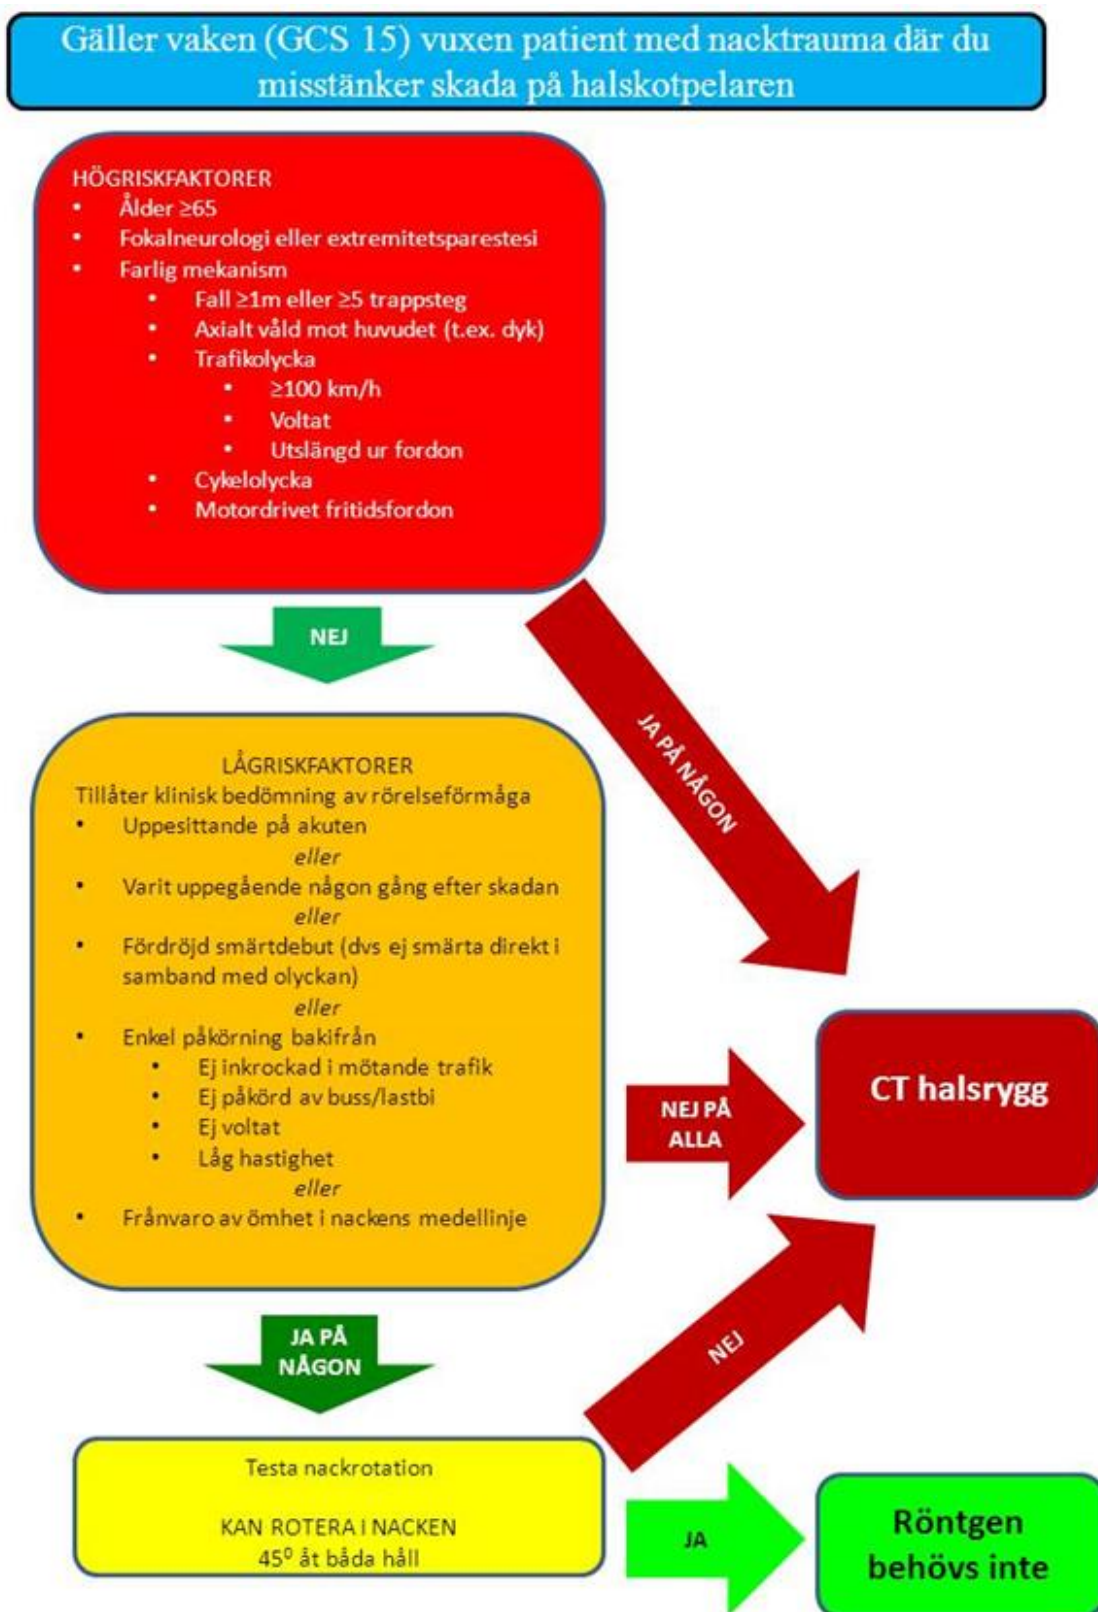 Gäller vaken (GCS 15) vuxen patient med nacktrauma där du
misstänker skada på halskotpelaren
HÖGRISKFAKTORER
• Ålder ≥65
• Fokalneurologi eller extremitetsparestesi
• Farlig mekanism
• Fall ≥1m eller ≥5 trappsteg
• Axialt våld mot huvudet (t.ex. dyk)
• Trafikolycka
• ≥100 km/h
• Voltat
• Utslängd ur fordon
• Cykelolycka
• Motordrivet fritidsfordon
NEJ
JA PÅ NÅGON
LÅGRISKFAKTORER
Tillåter klinisk bedömning av rörelseförmåga
• Uppesittande på akuten
eller
• Varit uppegående någon gång efter skadan
eller
• Fördröjd smärtdebut (dvs ej smärta direkt i
samband med olyckan)
eller
• Enkel påkörning bakifrån
• Ej inkrockad i mötande trafik
• Ej påkörd av buss/lastbi
• Ej voltat
• Låg hastighet
eller
• Frånvaro av ömhet i nackens medellinje
NEJ PÅ
ALLA
CT halsrygg
JA PÅ
NÅGON
NEJ
Testa nackrotation
KAN ROTERA I NACKEN
45⁰ åt båda håll
JA
Röntgen
behövs inte